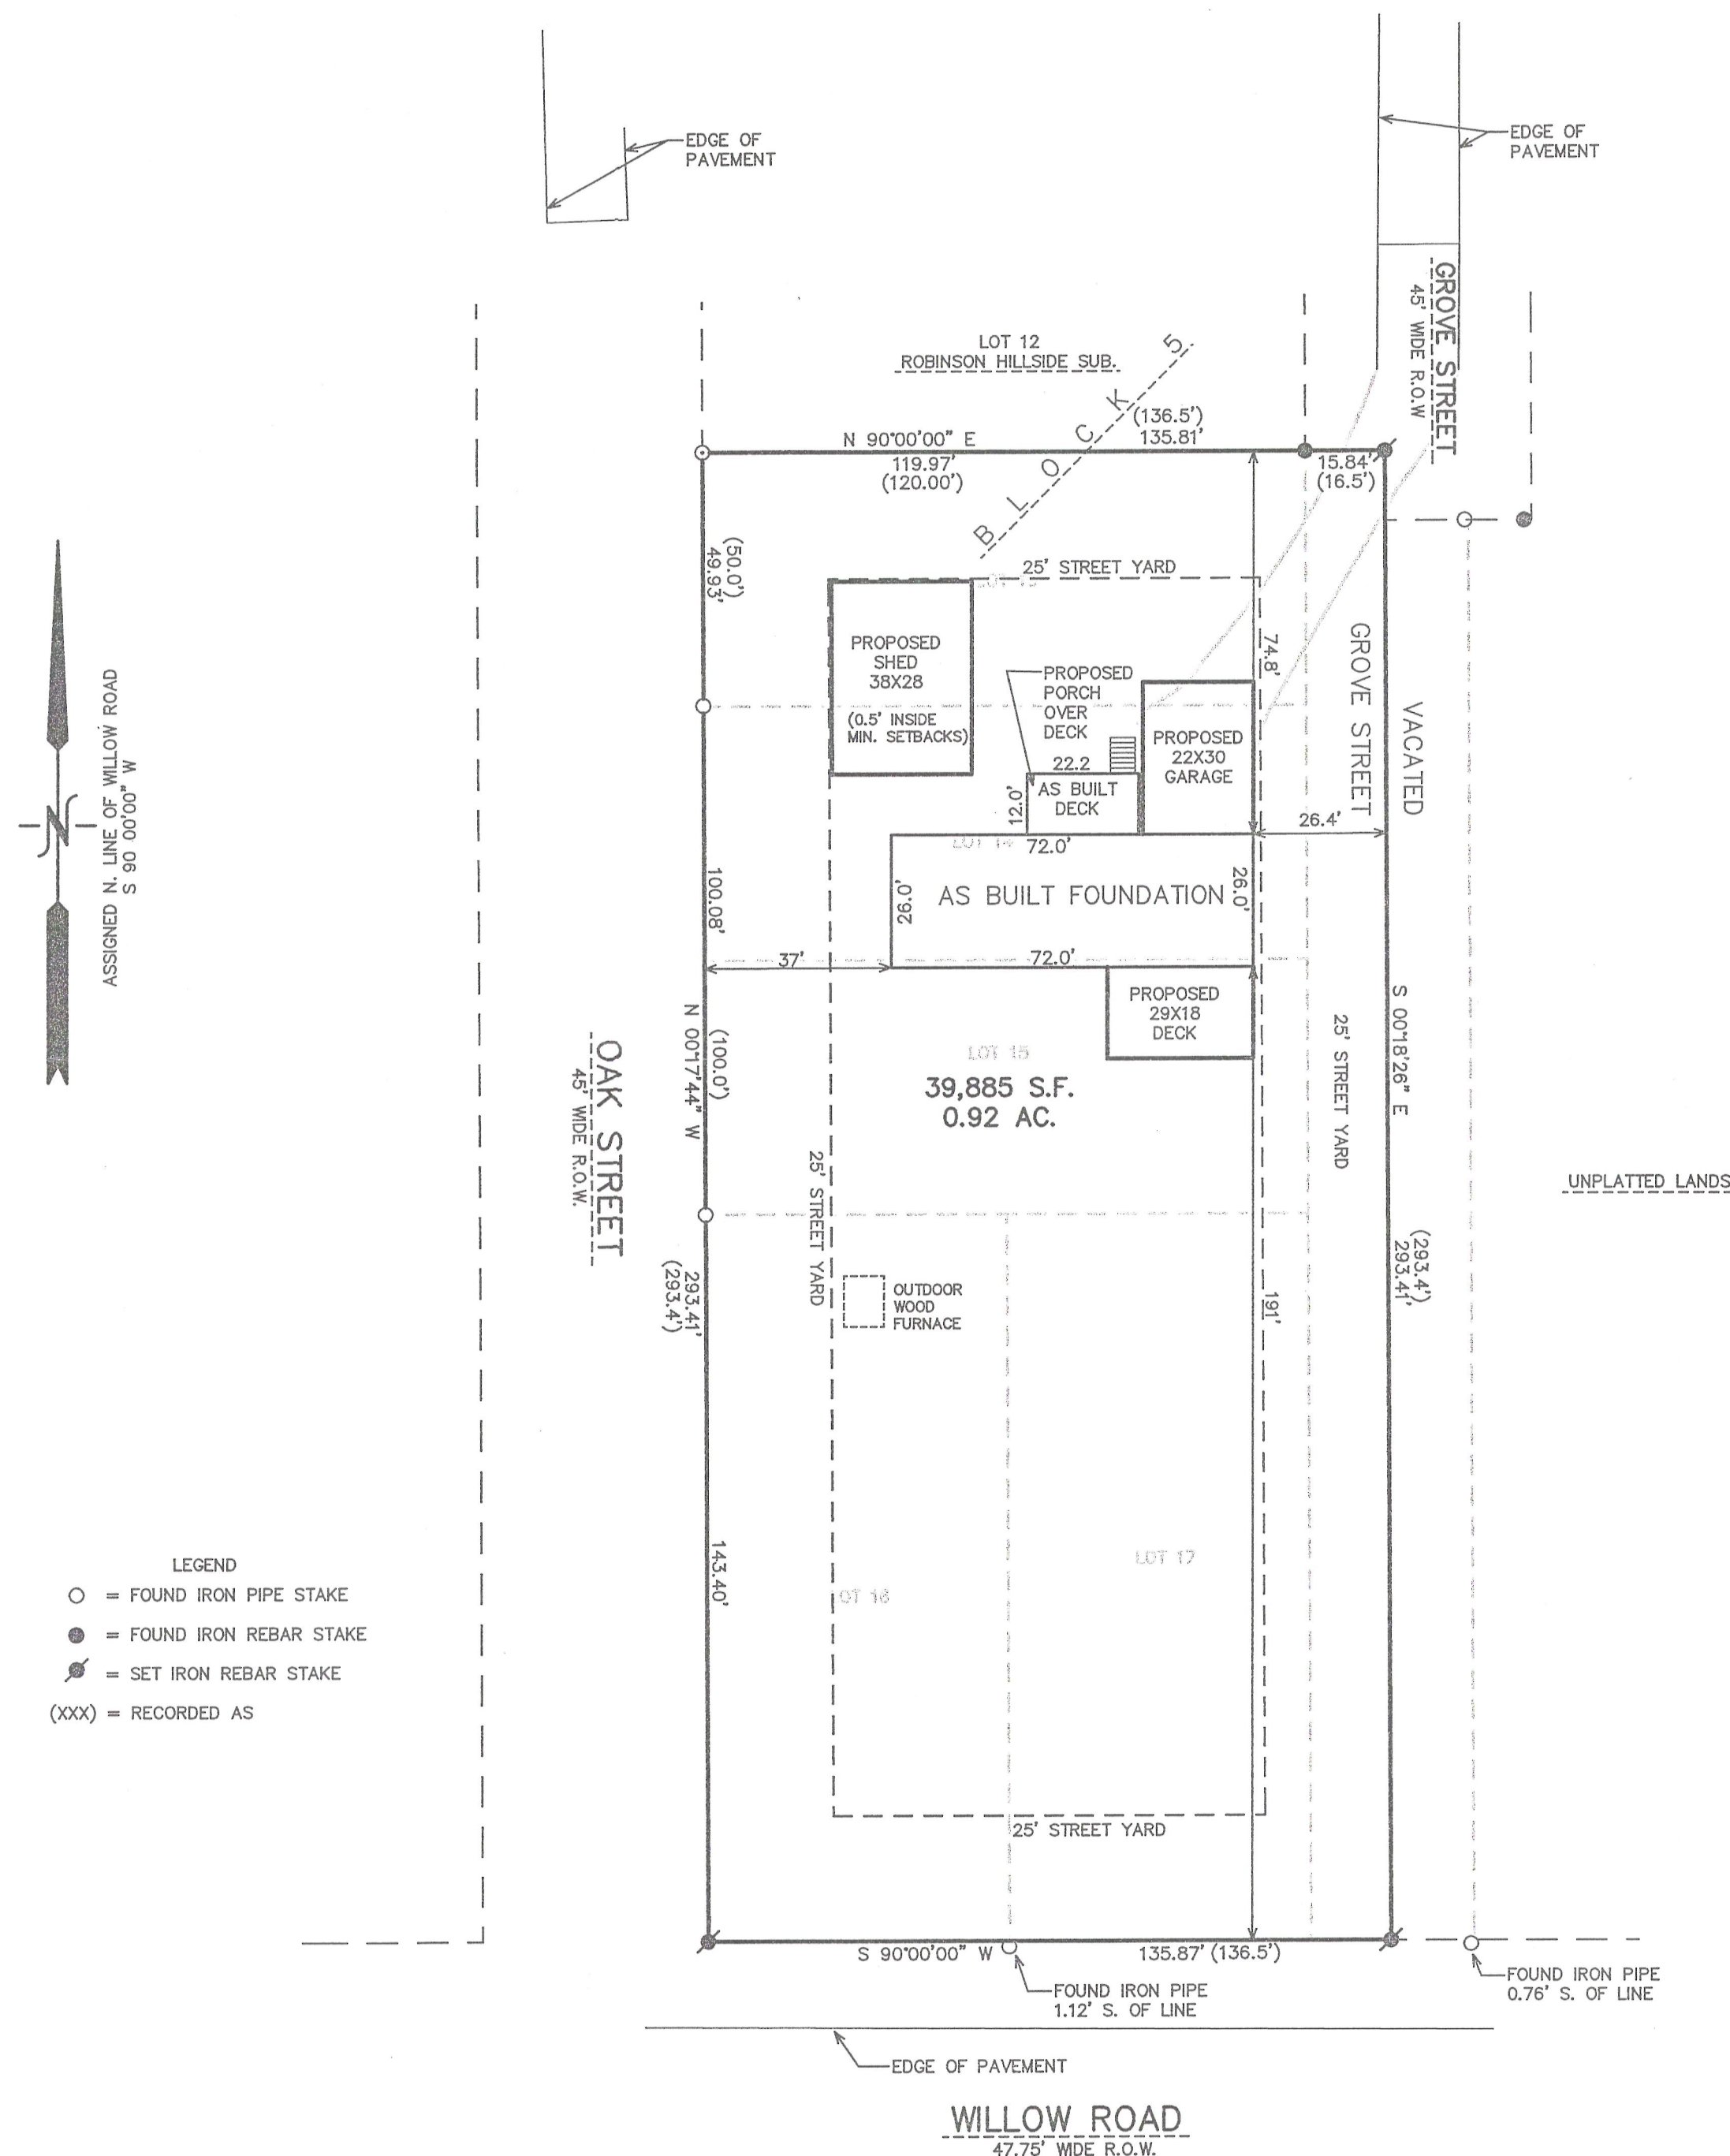 EDGE OF
PAVEMENT
EDGE OF
PAVEMENT
GROVE STREET
45' WIDE R.O.W
LOT 12
ROBINSON HILLSIDE SUB.
BLOCK 5
(136.5')
N 90°00'00" E
135.81'
119.97'
(120.00')
15.84'
(16.5')
(50.0')
49.93'
25' STREET YARD
LOT 13
PROPOSED
SHED
38X28
(0.5' INSIDE
MIN. SETBACKS)
PROPOSED
PORCH
OVER
DECK
74.8'
PROPOSED
22X30
GARAGE
22.2
AS BUILT
DECK
12.0'
GROVE STREET
VACATED
26.4'
LOT 14
72.0'
ASSIGNED N. LINE OF WILLOW ROAD
S 90 00'00" W
N
100.08'
26.0'
AS BUILT FOUNDATION
26.0'
37'
72.0'
PROPOSED
29X18
DECK
S 00°18'26" E
25' STREET YARD
N 00°17'44" W
(100.0')
OAK STREET
45' WIDE R.O.W.
LOT 15
39,885 S.F.
0.92 AC.
25' STREET YARD
UNPLATTED LANDS
(293.4')
293.41'
293.41'
(293.4')
OUTDOOR
WOOD
FURNACE
191'
143.40'
LOT 17
OT 16
LEGEND
= FOUND IRON PIPE STAKE
= FOUND IRON REBAR STAKE
= SET IRON REBAR STAKE
(XXX) = RECORDED AS
25' STREET YARD
S 90°00'00" W
135.87' (136.5')
FOUND IRON PIPE
1.12' S. OF LINE
FOUND IRON PIPE
0.76' S. OF LINE
EDGE OF PAVEMENT
WILLOW ROAD
47.75' WIDE R.O.W.